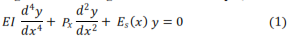 EI d⁴y/dx⁴ + Pₓ d²y/dx² + Eₛ(x) y = 0 (1)